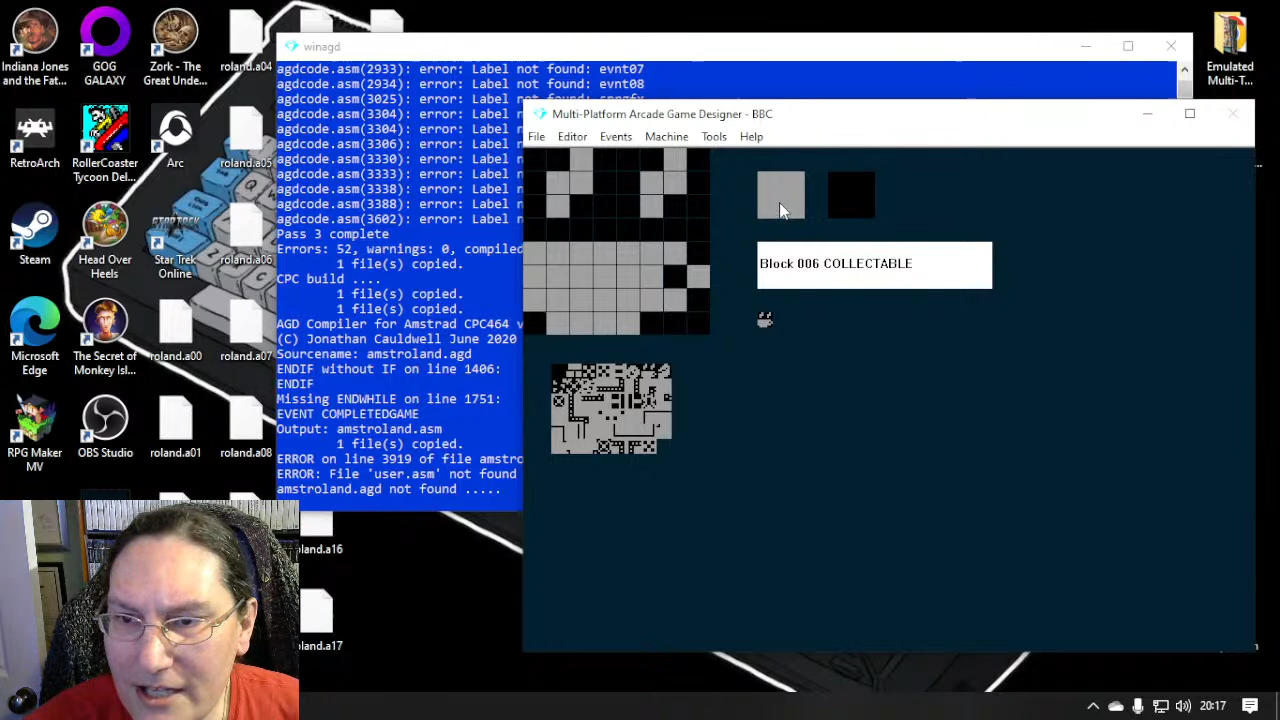 Indiana Jones
and the Fat...
GOG
GALAXY
Zork - The
Great Unde...
roland.a04
RetroArch
RollerCoaster
Tycoon Del...
Arc
roland.a05
Steam
Head Over
Heels
STAR TREK
Star Trek
Online
roland.a06
Microsoft
Edge
The Secret of
Monkey Isl...
roland.a00
roland.a07
RPG Maker
MV
OBS Studio
roland.a01
roland.a08
land.a16
land.a17
Emulated
Multi-T...
winagd
agdcode.asm(2933): error: Label not found: evnt07
agdcode.asm(2934): error: Label not found: evnt08
agdcode.asm(3025): error: Label not found: sprgfx
agdcode.asm(3304): error: Label n
agdcode.asm(3304): error: Label n
agdcode.asm(3306): error: Label n
agdcode.asm(3330): error: Label n
agdcode.asm(3333): error: Label n
agdcode.asm(3338): error: Label n
agdcode.asm(3388): error: Label n
agdcode.asm(3602): error: Label n
Pass 3 complete
Errors: 52, warnings: 0, compiled
1 file(s) copied.
CPC build ....
1 file(s) copied.
1 file(s) copied.
AGD Compiler for Amstrad CPC464 v
(C) Jonathan Cauldwell June 2020
Sourcename: amstroland.agd
ENDIF without IF on line 1406:
ENDIF
Missing ENDWHILE on line 1751:
EVENT COMPLETEDGAME
Output: amstroland.asm
1 file(s) copied.
ERROR on line 3919 of file amstro
ERROR: File 'user.asm' not found
amstroland.agd not found .....
Multi-Platform Arcade Game Designer - BBC
File Editor Events Machine Tools Help
Block 006 COLLECTABLE
20:17